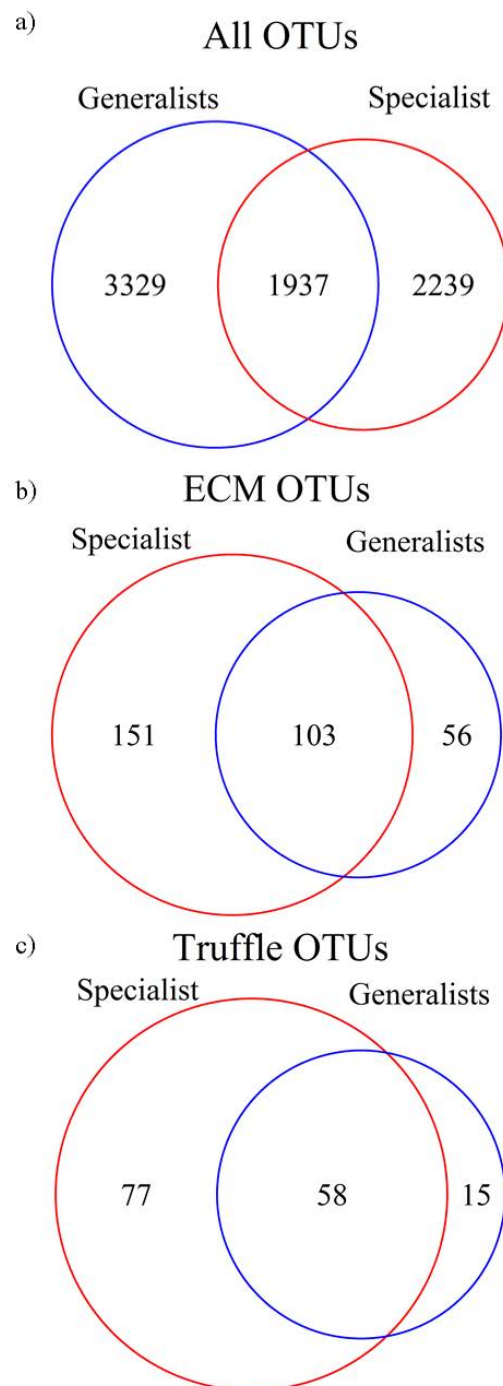 a)
All OTUs
Generalists Specialist
3329 1937 2239
b)
ECM OTUs
Specialist Generalists
151 103 56
c)
Truffle OTUs
Specialist Generalists
77 58 15